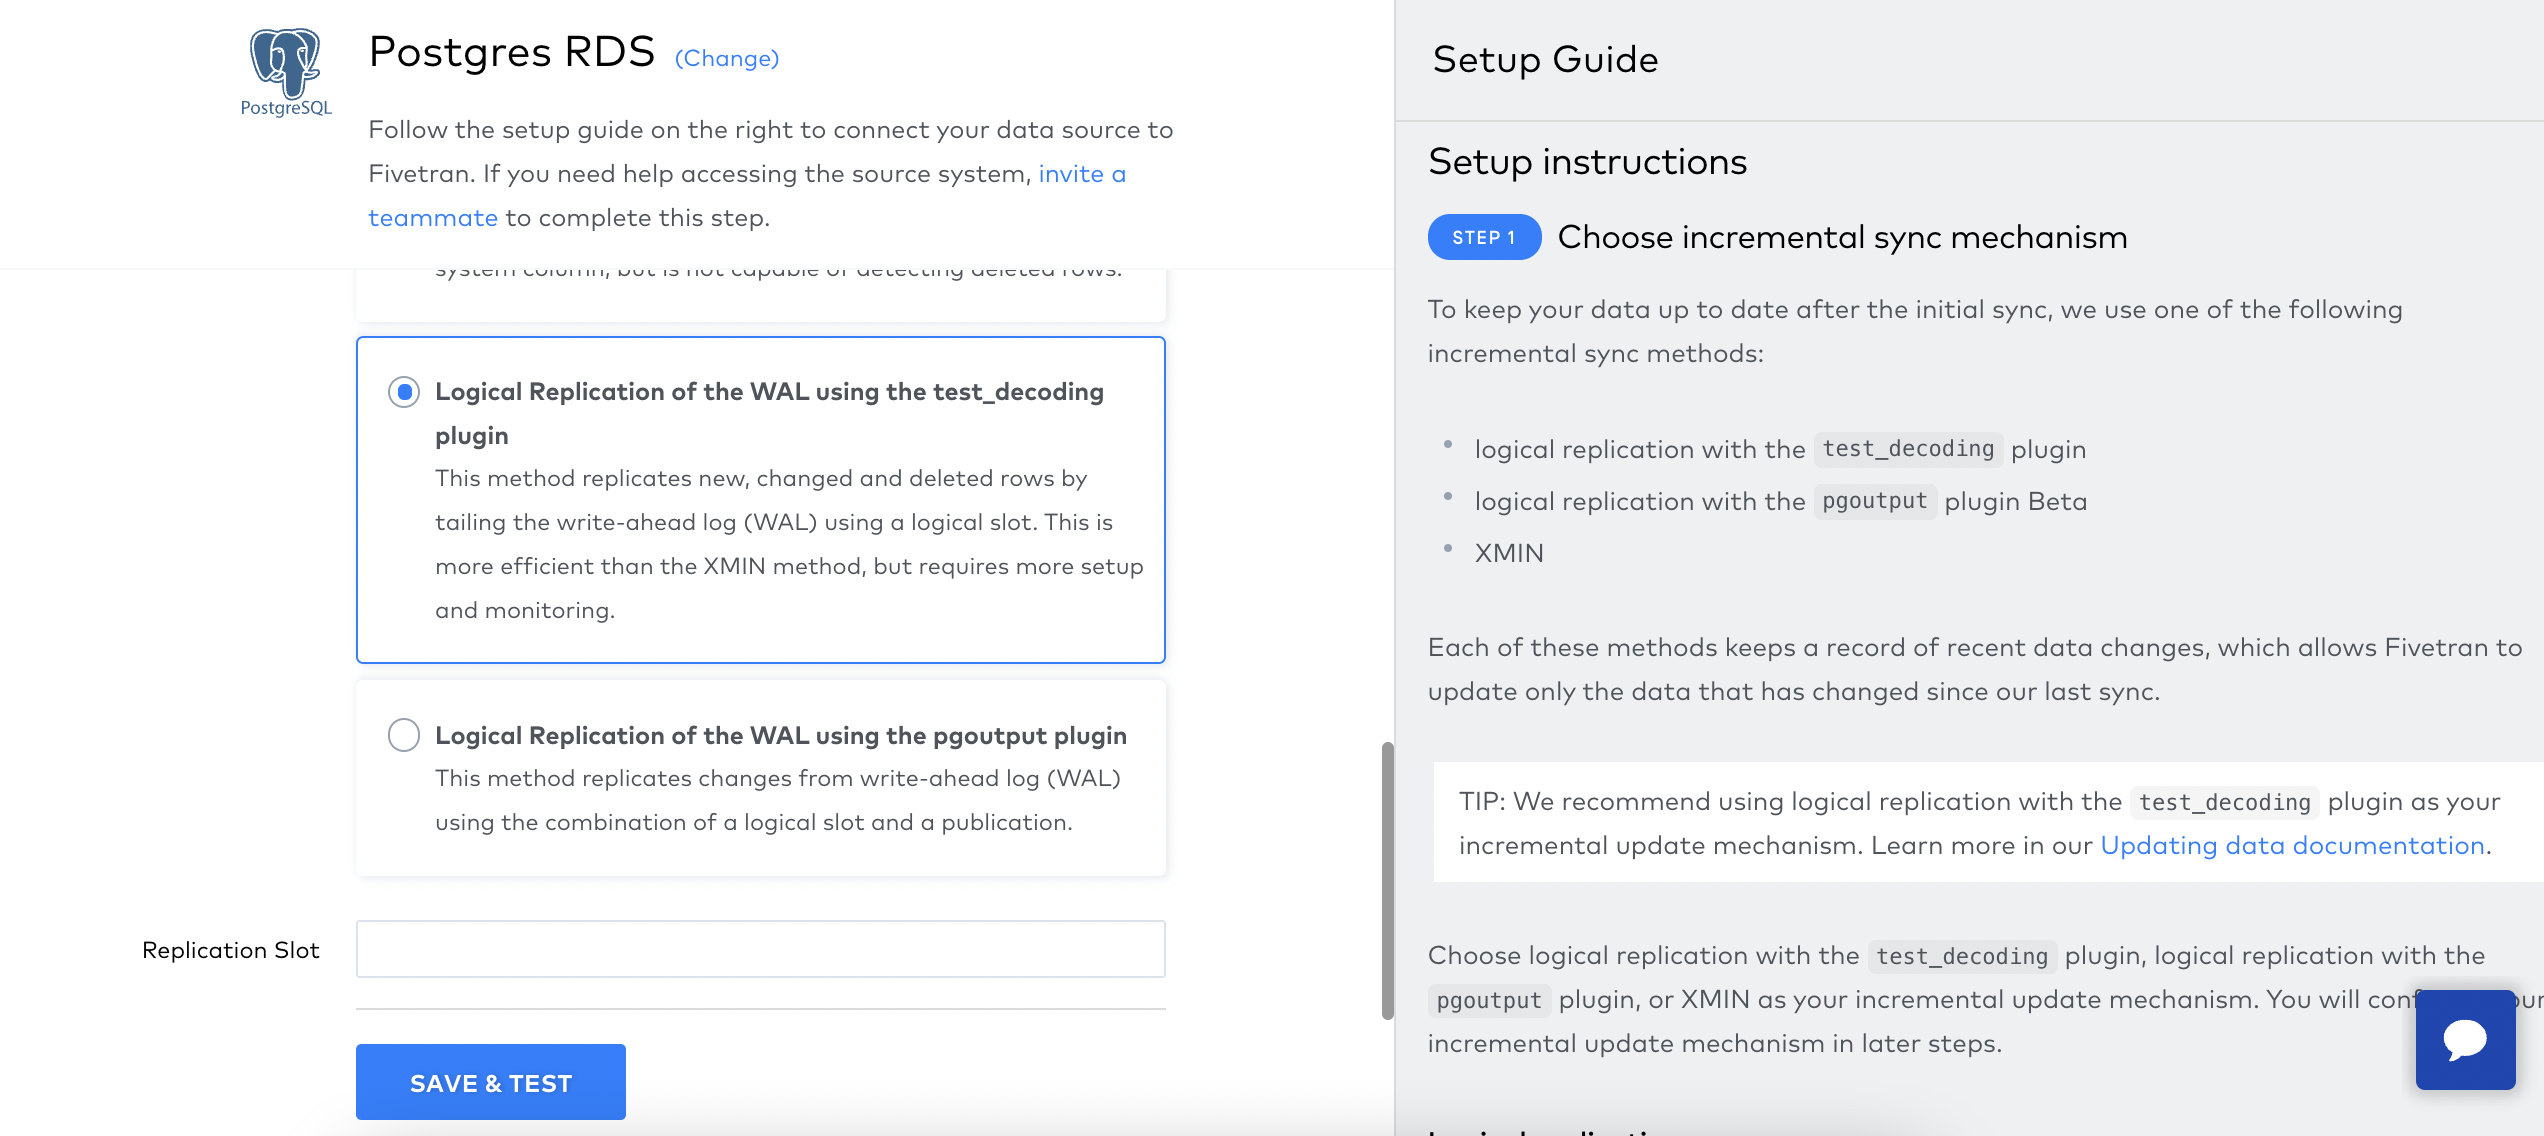 PostgreSQL
Postgres RDS (Change)
Follow the setup guide on the right to connect your data source to
Fivetran. If you need help accessing the source system, invite a
teammate to complete this step.
system column, but is not capable of detecting deleted rows.
Logical Replication of the WAL using the test_decoding
plugin
This method replicates new, changed and deleted rows by
tailing the write-ahead log (WAL) using a logical slot. This is
more efficient than the XMIN method, but requires more setup
and monitoring.
Logical Replication of the WAL using the pgoutput plugin
This method replicates changes from write-ahead log (WAL)
using the combination of a logical slot and a publication.
Replication Slot
SAVE & TEST
Setup Guide
Setup instructions
STEP 1 Choose incremental sync mechanism
To keep your data up to date after the initial sync, we use one of the following
incremental sync methods:
• logical replication with the test_decoding plugin
• logical replication with the pgoutput plugin Beta
• XMIN
Each of these methods keeps a record of recent data changes, which allows Fivetran to
update only the data that has changed since our last sync.
TIP: We recommend using logical replication with the test_decoding plugin as your
incremental update mechanism. Learn more in our Updating data documentation.
Choose logical replication with the test_decoding plugin, logical replication with the
pgoutput plugin, or XMIN as your incremental update mechanism. You will
incremental update mechanism in later steps.